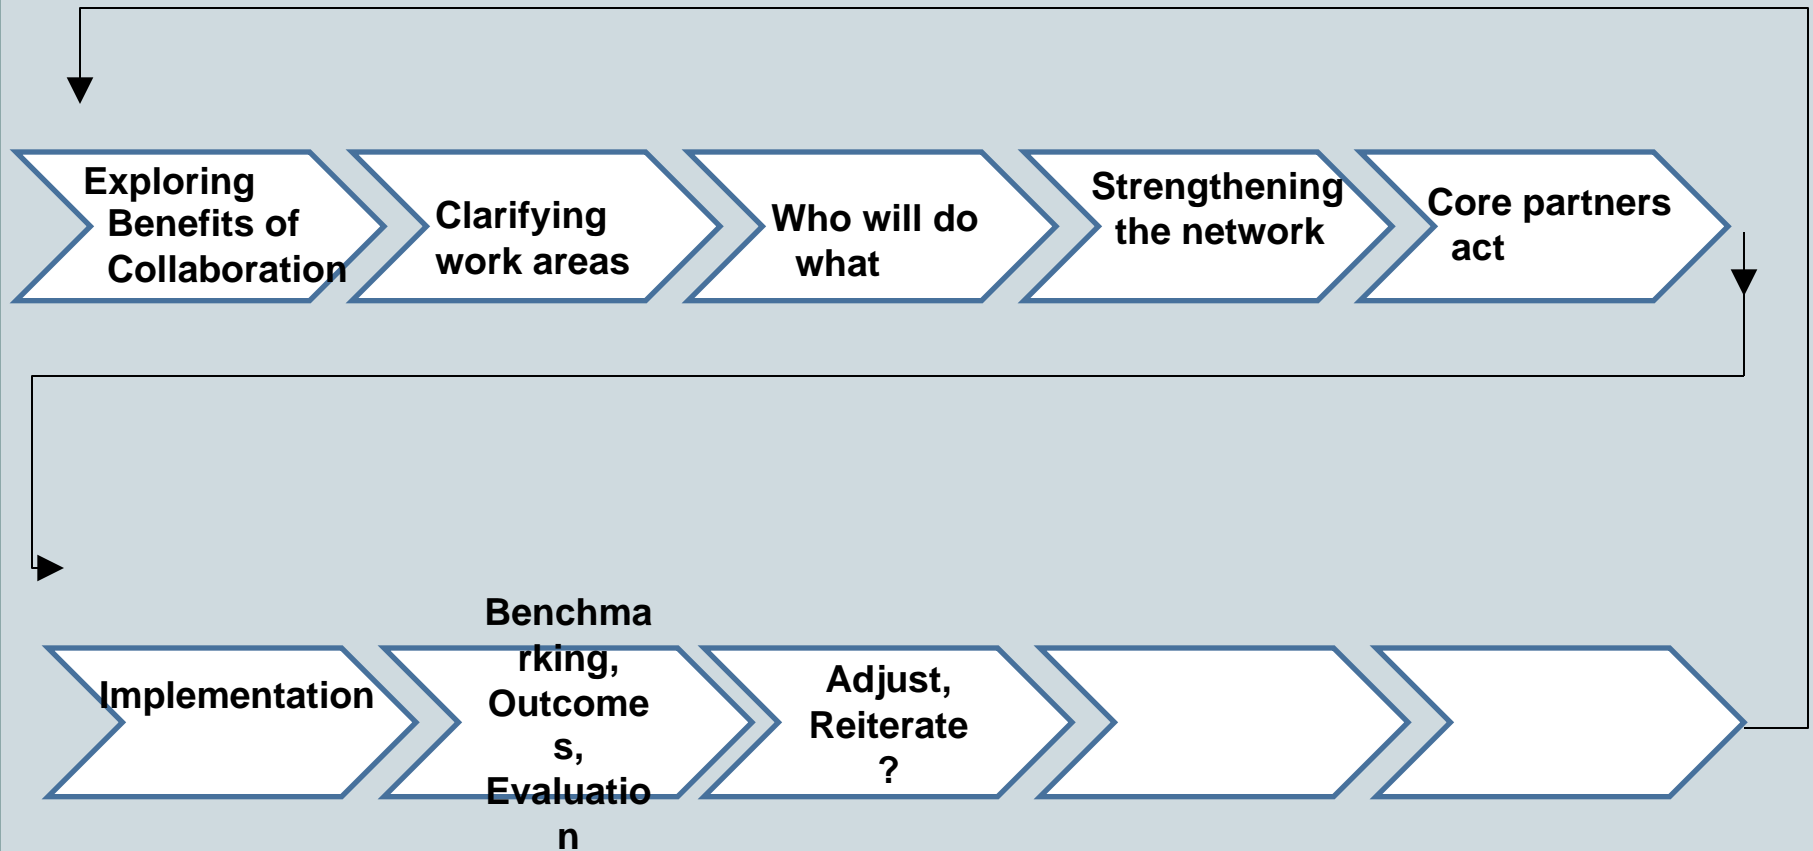 Exploring
Benefits of
Collaboration
Clarifying
work areas
Who will do
what
Strengthening
the network
Core partners
act
Implementation
Benchma
rking,
Outcome
s,
Evaluatio
n
Adjust,
Reiterate
?